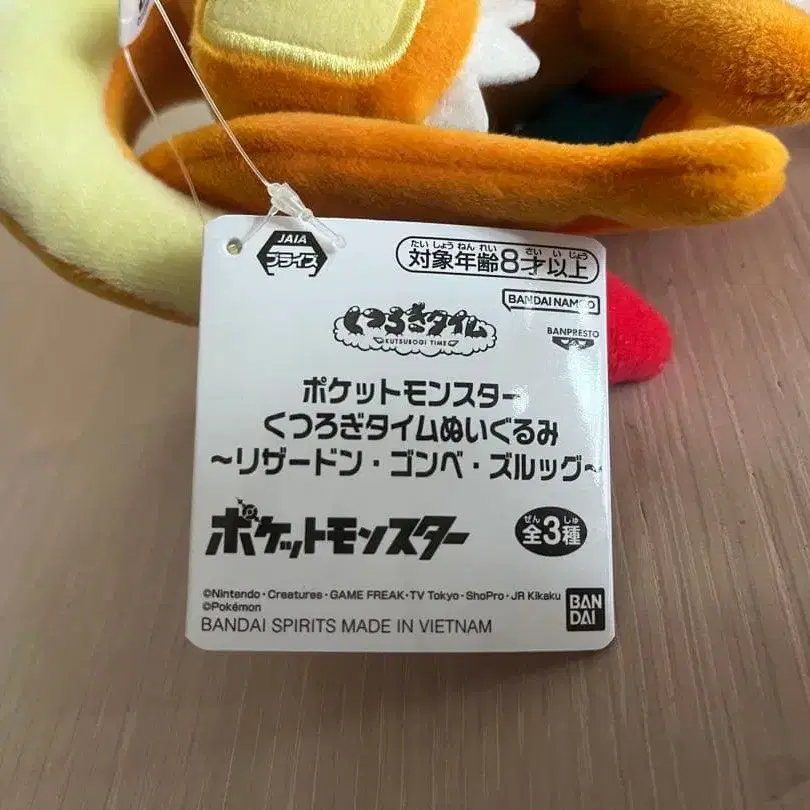 JAIA
プライズ
たいしょうねんれい さいいじょう
対象年齢8才以上
BANDAI NAMCO
くつろぎタイム
KUTSUROGI TIME
BANPRESTO
ポケットモンスター
くつろぎタイムぬいぐるみ
~リザードン・ゴンベ・ズルッグ~
ポケットモンスター
ぜん しゅ
全3種
©Nintendo・Creatures・GAME FREAK・TV Tokyo・ShoPro・JR Kikaku
©Pokémon
BANDAI SPIRITS MADE IN VIETNAM
BAN
DAI